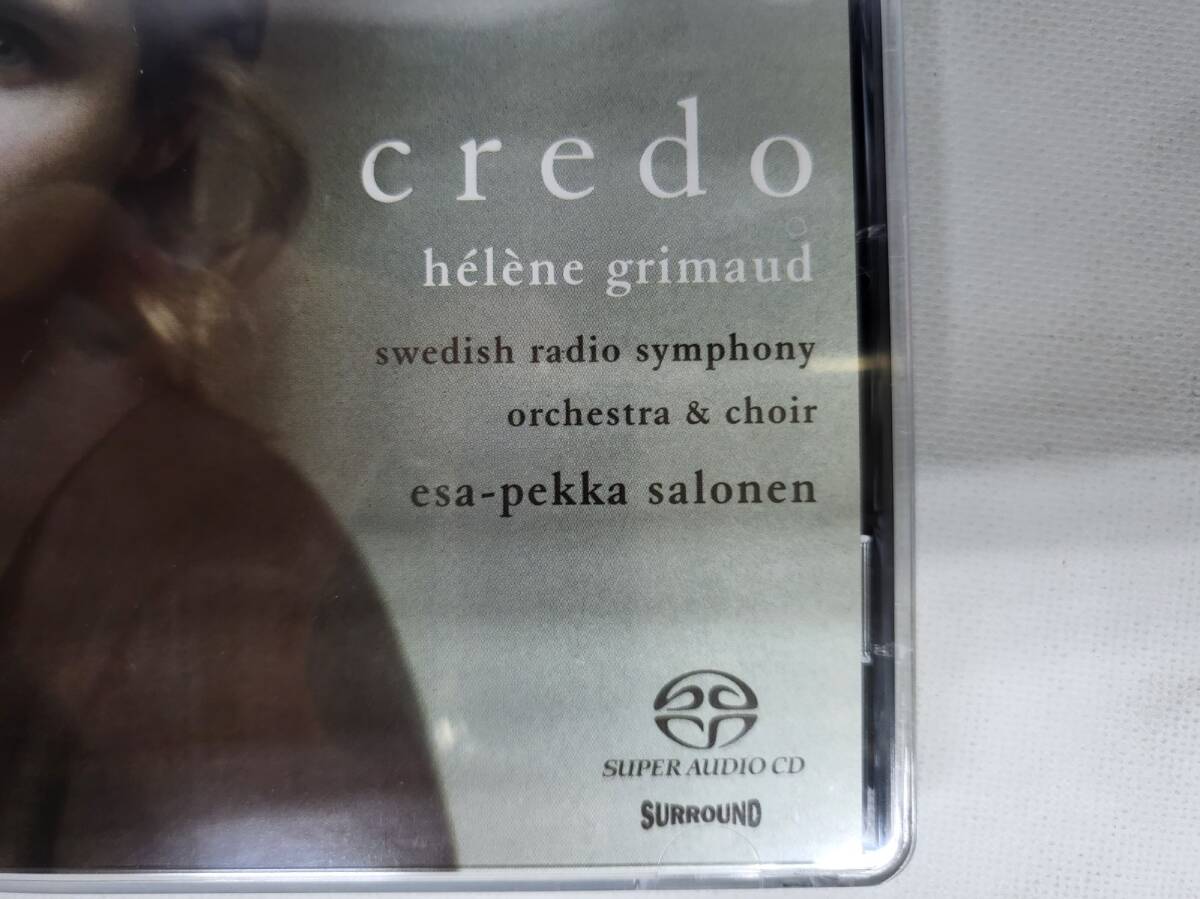 credo
hélène grimaud
swedish radio symphony
orchestra & choir
esa-pekka salonen
SUPER AUDIO CD
SURROUND